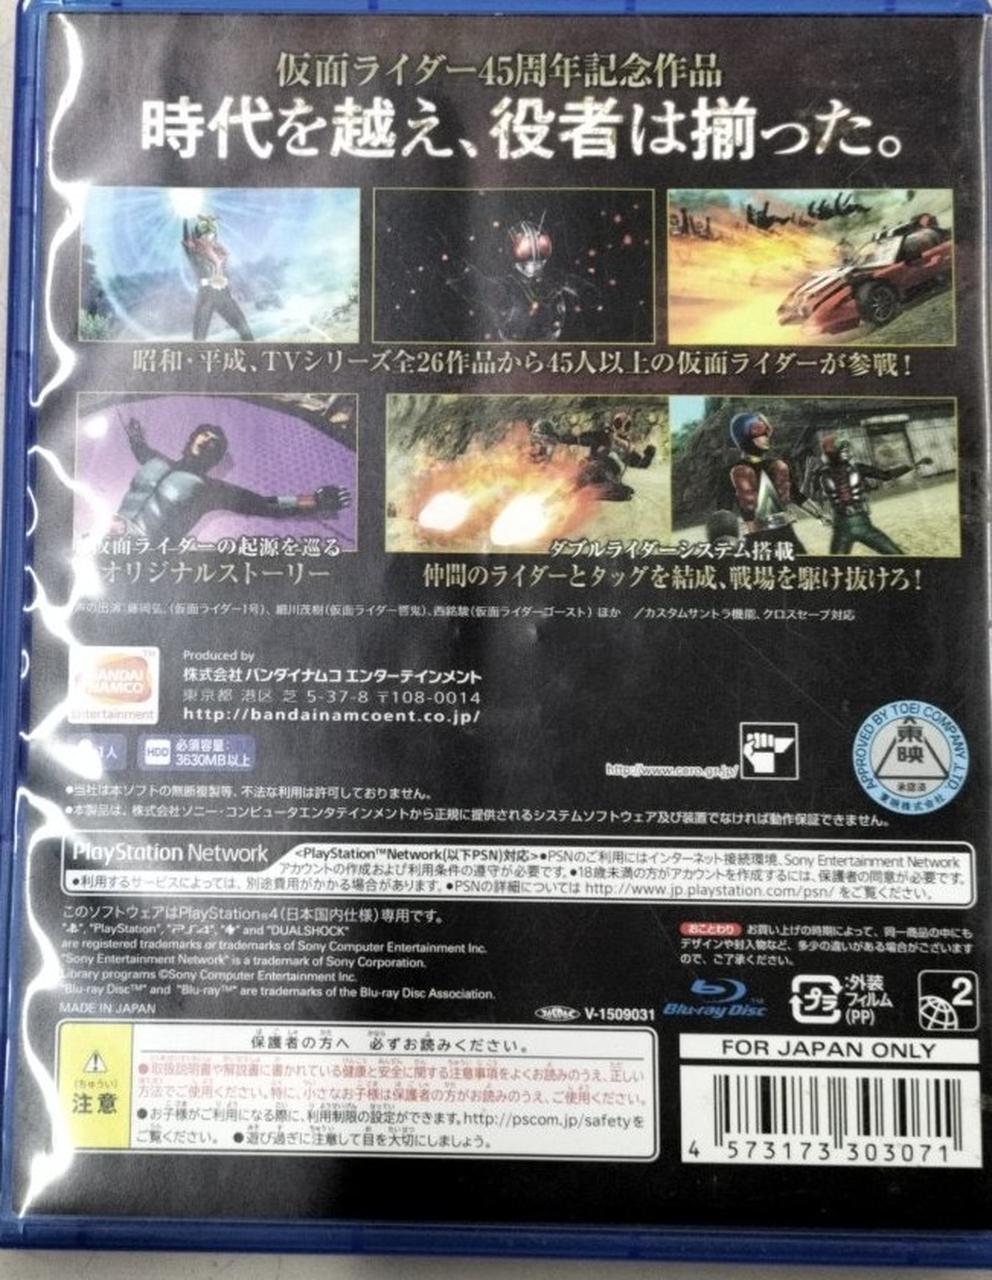 仮面ライダー45周年記念作品
時代を越え、役者は揃った。
昭和・平成、TVシリーズ全26作品から45人以上の仮面ライダーが参戦!
仮面ライダーの起源を巡る
オリジナルストーリー
ダブルライダーシステム搭載
仲間のライダーとタッグを結成、戦場を駆け抜けろ!
声の出演:藤岡弘、(仮面ライダー1号)、細川茂樹(仮面ライダー響鬼)、西銘駿(仮面ライダーゴースト) ほか ／カスタムサントラ機能、クロスセーブ対応
BANDAI
NAMCO
Entertainment
Produced by
株式会社 バンダイナムコ エンターテインメント
東京都 港区 芝 5-37-8 〒108-0014
http://bandainamcoent.co.jp/
1人
HDD 必須容量:
3630MB以上
http://www.cero.gr.jp/
APPROVED BY TOEI COMPANY, LTD.
東映
承認済
東映株式会社
●当社は本ソフトの無断複製等、不法な利用は許可しておりません。
●本製品は、株式会社ソニー・コンピュータエンタテインメントから正規に提供されるシステムソフトウェア及び装置でなければ動作保証できません。
PlayStation Network
<PlayStation™Network(以下PSN)対応>●PSNのご利用にはインターネット接続環境、Sony Entertainment Network
アカウントの作成および利用条件の遵守が必要です。●18歳未満の方がアカウントを作成するには、保護者の同意が必要です。
●利用するサービスによっては、別途費用がかかる場合があります。●PSNの詳細については http://www.jp.playstation.com/psn/ をご覧ください。
このソフトウェアはPlayStation®4(日本国内仕様)専用です。
"PlayStation", "PS4", and "DUALSHOCK"
are registered trademarks or trademarks of Sony Computer Entertainment Inc.
"Sony Entertainment Network" is a trademark of Sony Corporation.
Library programs ©Sony Computer Entertainment Inc.
"Blu-ray Disc™" and "Blu-ray™" are trademarks of the Blu-ray Disc Association.
MADE IN JAPAN
おことわり お買い上げの時期によって、同一商品の中にも
デザインや封入物など、多少の違いがある場合がございます
ので、ご了承ください。
V-1509031
Blu-ray Disc™
プラ
:外装
フィルム
(PP)
2
(ちゅうい)
注意
保護者の方へ 必ずお読みください。
●取扱説明書や解説書に書かれている健康と安全に関する注意事項をよくお読みのうえ、正しい
方法でご使用ください。特に、小さなお子様は保護者の方がお読みのうえ、ご使用ください。
●お子様がご利用になる際に、利用制限の設定ができます。http://pscom.jp/safetyを
ご覧ください。 ●遊び過ぎに注意して目を大切にしましょう。
FOR JAPAN ONLY
4 573173 303071